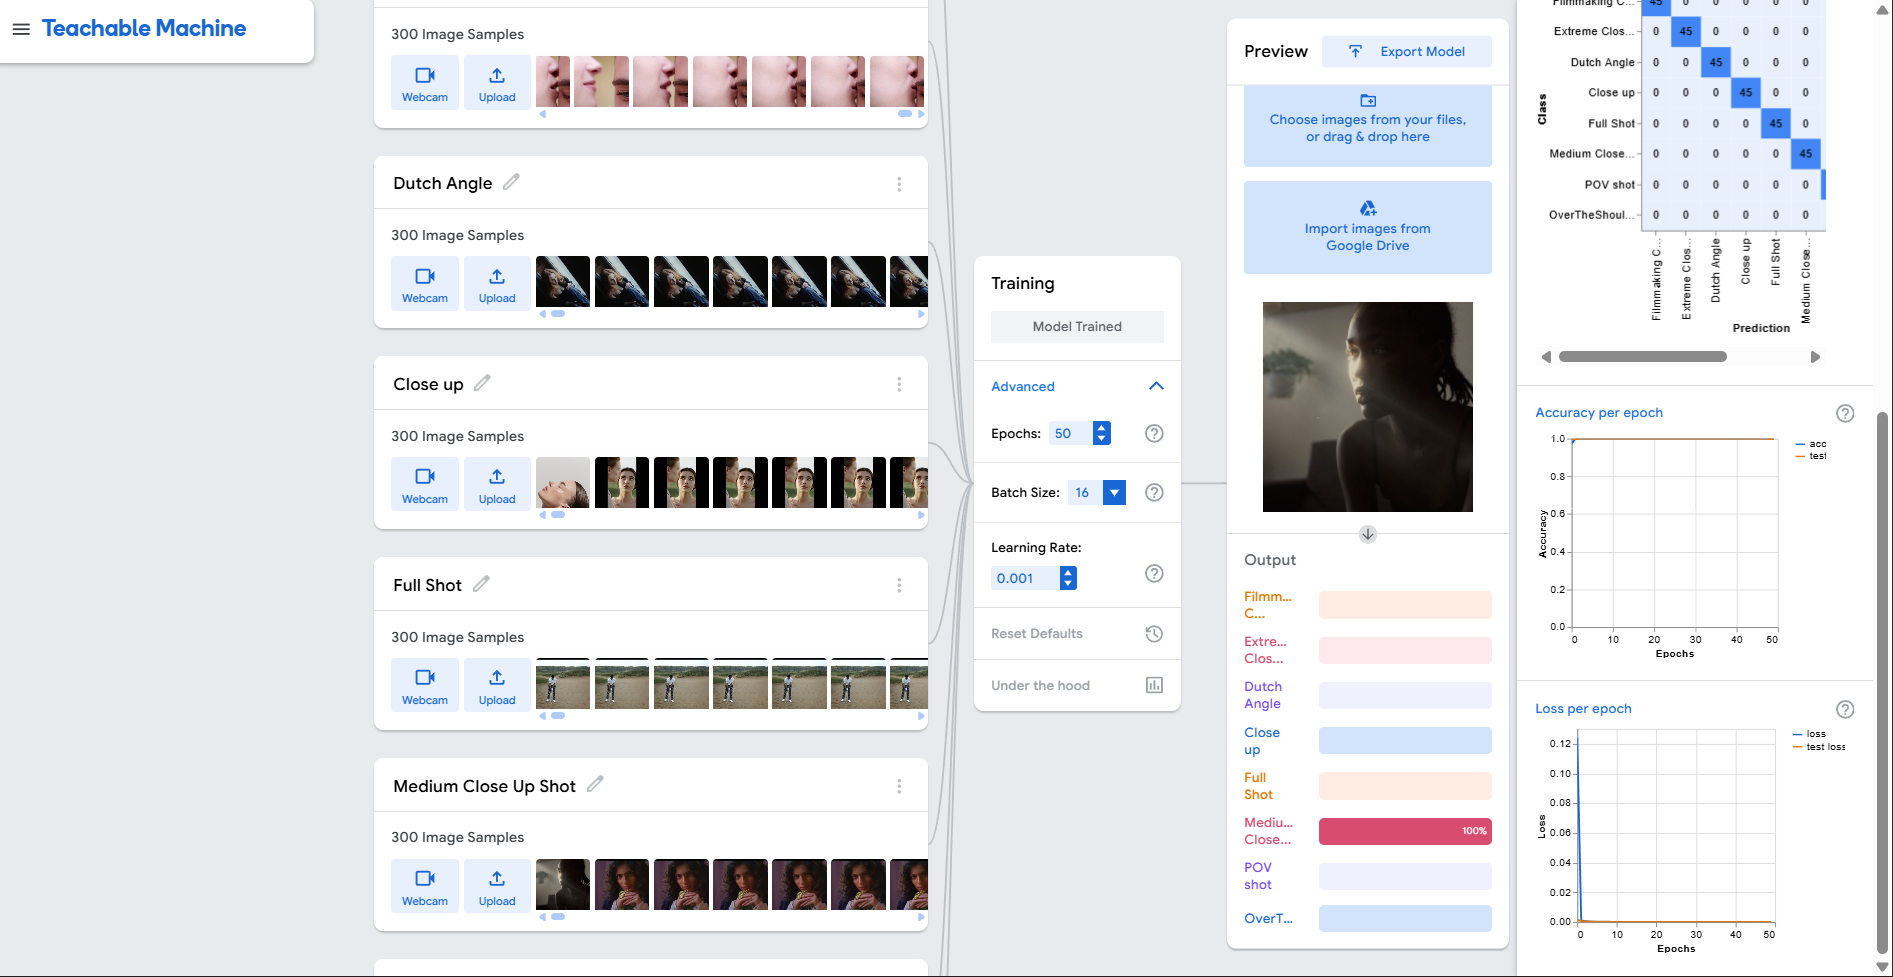 Teachable Machine
300 Image Samples
Webcam
Upload
Dutch Angle
300 Image Samples
Webcam
Upload
Close up
300 Image Samples
Webcam
Upload
Full Shot
300 Image Samples
Webcam
Upload
Medium Close Up Shot
300 Image Samples
Webcam
Upload
Training
Model Trained
Advanced
Epochs: 50
Batch Size: 16
Learning Rate:
0.001
Reset Defaults
Under the hood
Preview
Export Model
Choose images from your files,
or drag & drop here
Import images from
Google Drive
Output
Filmm...
C...
Extre...
Clos...
Dutch
Angle
Close
up
Full
Shot
Mediu...
Close...
100%
POV
shot
OverT...
Class
Filmmaking C... 45 0 0 0 0 0
Extreme Clos... 0 45 0 0 0 0
Dutch Angle 0 0 45 0 0 0
Close up 0 0 0 45 0 0
Full Shot 0 0 0 0 45 0
Medium Close... 0 0 0 0 0 45
POV shot 0 0 0 0 0 0
OverTheShoul... 0 0 0 0 0 0
Filmmaking C...
Extreme Clos...
Dutch Angle
Close up
Full Shot
Medium Close...
Prediction
Accuracy per epoch
Accuracy
1.0
0.8
0.6
0.4
0.2
0.0
0 10 20 30 40 50
Epochs
acc
test
Loss per epoch
Loss
0.12
0.10
0.08
0.06
0.04
0.02
0.00
0 10 20 30 40 50
Epochs
loss
test loss